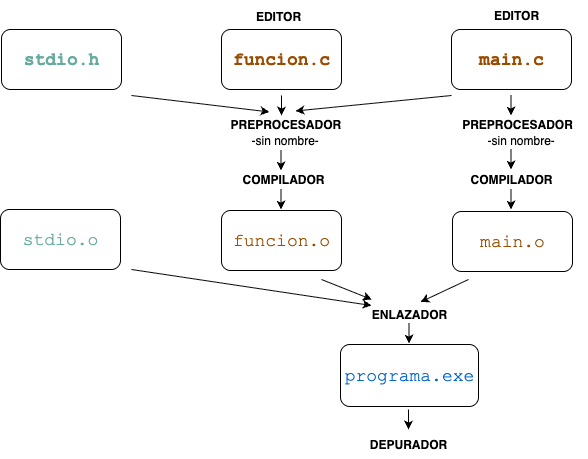 EDITOR
EDITOR
stdio.h
funcion.c
main.c
PREPROCESADOR
-sin nombre-
PREPROCESADOR
-sin nombre-
COMPILADOR
COMPILADOR
stdio.o
funcion.o
main.o
ENLAZADOR
programa.exe
DEPURADOR